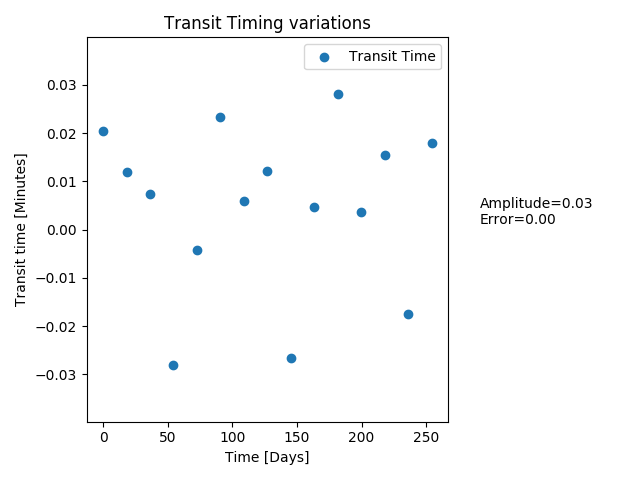 Transit Timing variations
Transit Time
0.03
0.02
0.01
0.00
−0.01
−0.02
−0.03
Transit time [Minutes]
0
50
100
150
200
250
Time [Days]
Amplitude=0.03
Error=0.00